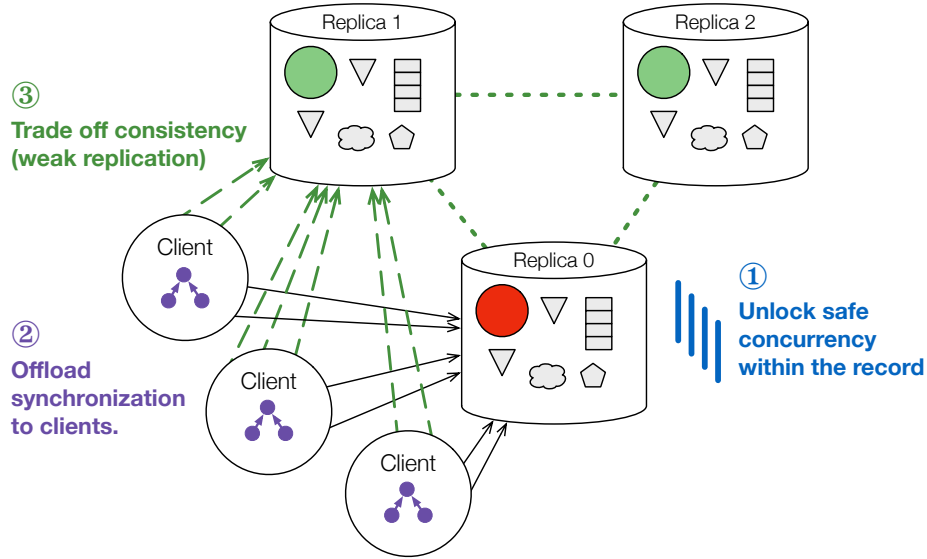 Replica 1
Replica 2
③
Trade off consistency
(weak replication)
Client
Replica 0
①
Unlock safe
concurrency
within the record
②
Offload
synchronization
to clients.
Client
Client